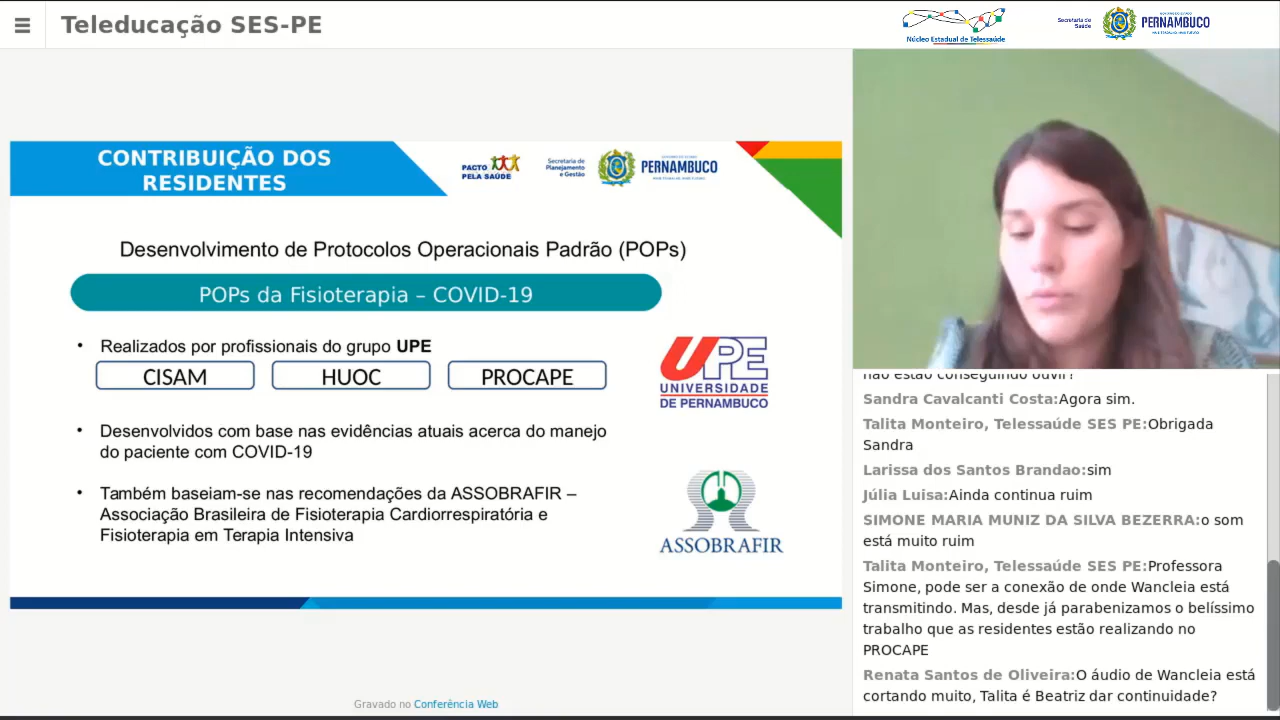 Teleducação SES-PE
Núcleo Estadual de Telessaúde
Secretaria de
Saúde
PERNAMBUCO
CONTRIBUIÇÃO DOS
RESIDENTES
PACTO
PELA SAÚDE
Secretaria de
Planejamento
e Gestão
PERNAMBUCO
Desenvolvimento de Protocolos Operacionais Padrão (POPs)
POPs da Fisioterapia – COVID-19
• Realizados por profissionais do grupo UPE
CISAM
HUOC
PROCAPE
UPE
UNIVERSIDADE
DE PERNAMBUCO
• Desenvolvidos com base nas evidências atuais acerca do manejo
do paciente com COVID-19
• Também baseiam-se nas recomendações da ASSOBRAFIR –
Associação Brasileira de Fisioterapia Cardiorrespiratória e
Fisioterapia em Terapia Intensiva
ASSOBRAFIR
Gravado no Conferência Web
não estão conseguindo ouvir?
Sandra Cavalcanti Costa:Agora sim.
Talita Monteiro, Telessaúde SES PE:Obrigada
Sandra
Larissa dos Santos Brandao:sim
Júlia Luisa:Ainda continua ruim
SIMONE MARIA MUNIZ DA SILVA BEZERRA:o som
está muito ruim
Talita Monteiro, Telessaúde SES PE:Professora
Simone, pode ser a conexão de onde Wancleia está
transmitindo. Mas, desde já parabenizamos o belíssimo
trabalho que as residentes estão realizando no
PROCAPE
Renata Santos de Oliveira:O áudio de Wancleia está
cortando muito, Talita é Beatriz dar continuidade?